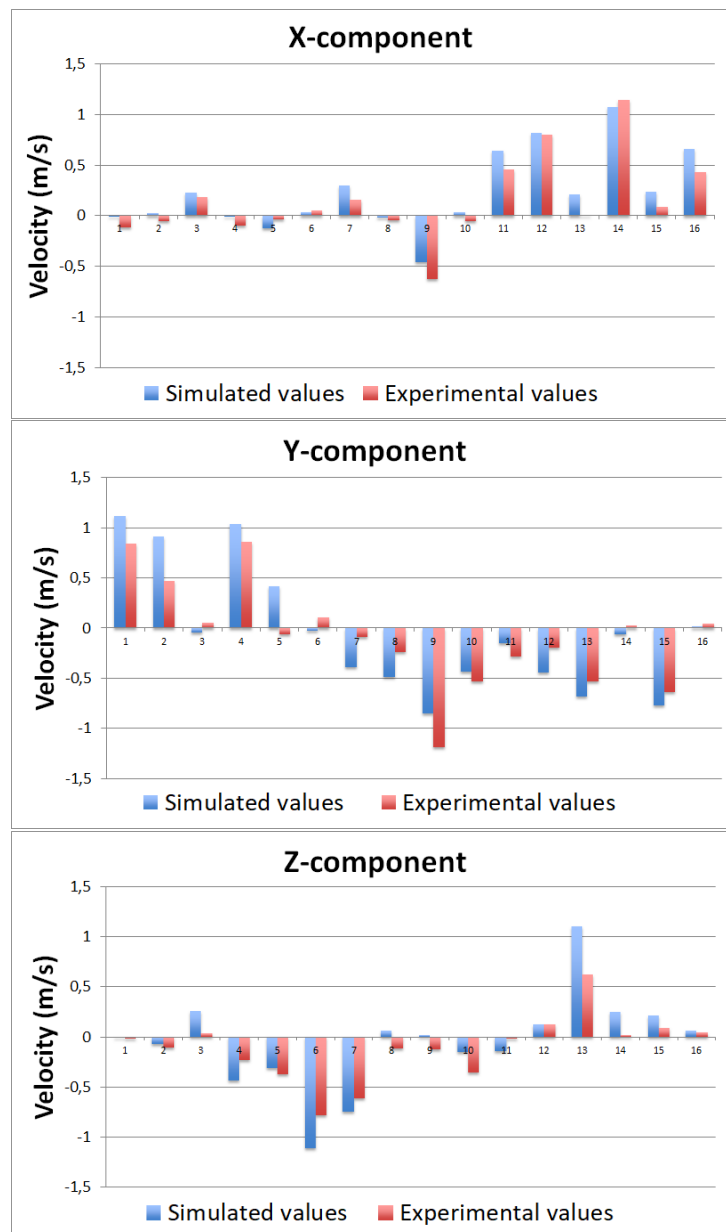 X-component
1,5
1
0,5
0
-0,5
-1
-1,5
Velocity (m/s)
1 2 3 4 5 6 7 8 9 10 11 12 13 14 15 16
Simulated values Experimental values
Y-component
1,5
1
0,5
0
-0,5
-1
-1,5
Velocity (m/s)
1 2 3 4 5 6 7 8 9 10 11 12 13 14 15 16
Simulated values Experimental values
Z-component
1,5
1
0,5
0
-0,5
-1
-1,5
Velocity (m/s)
1 2 3 4 5 6 7 8 9 10 11 12 13 14 15 16
Simulated values Experimental values